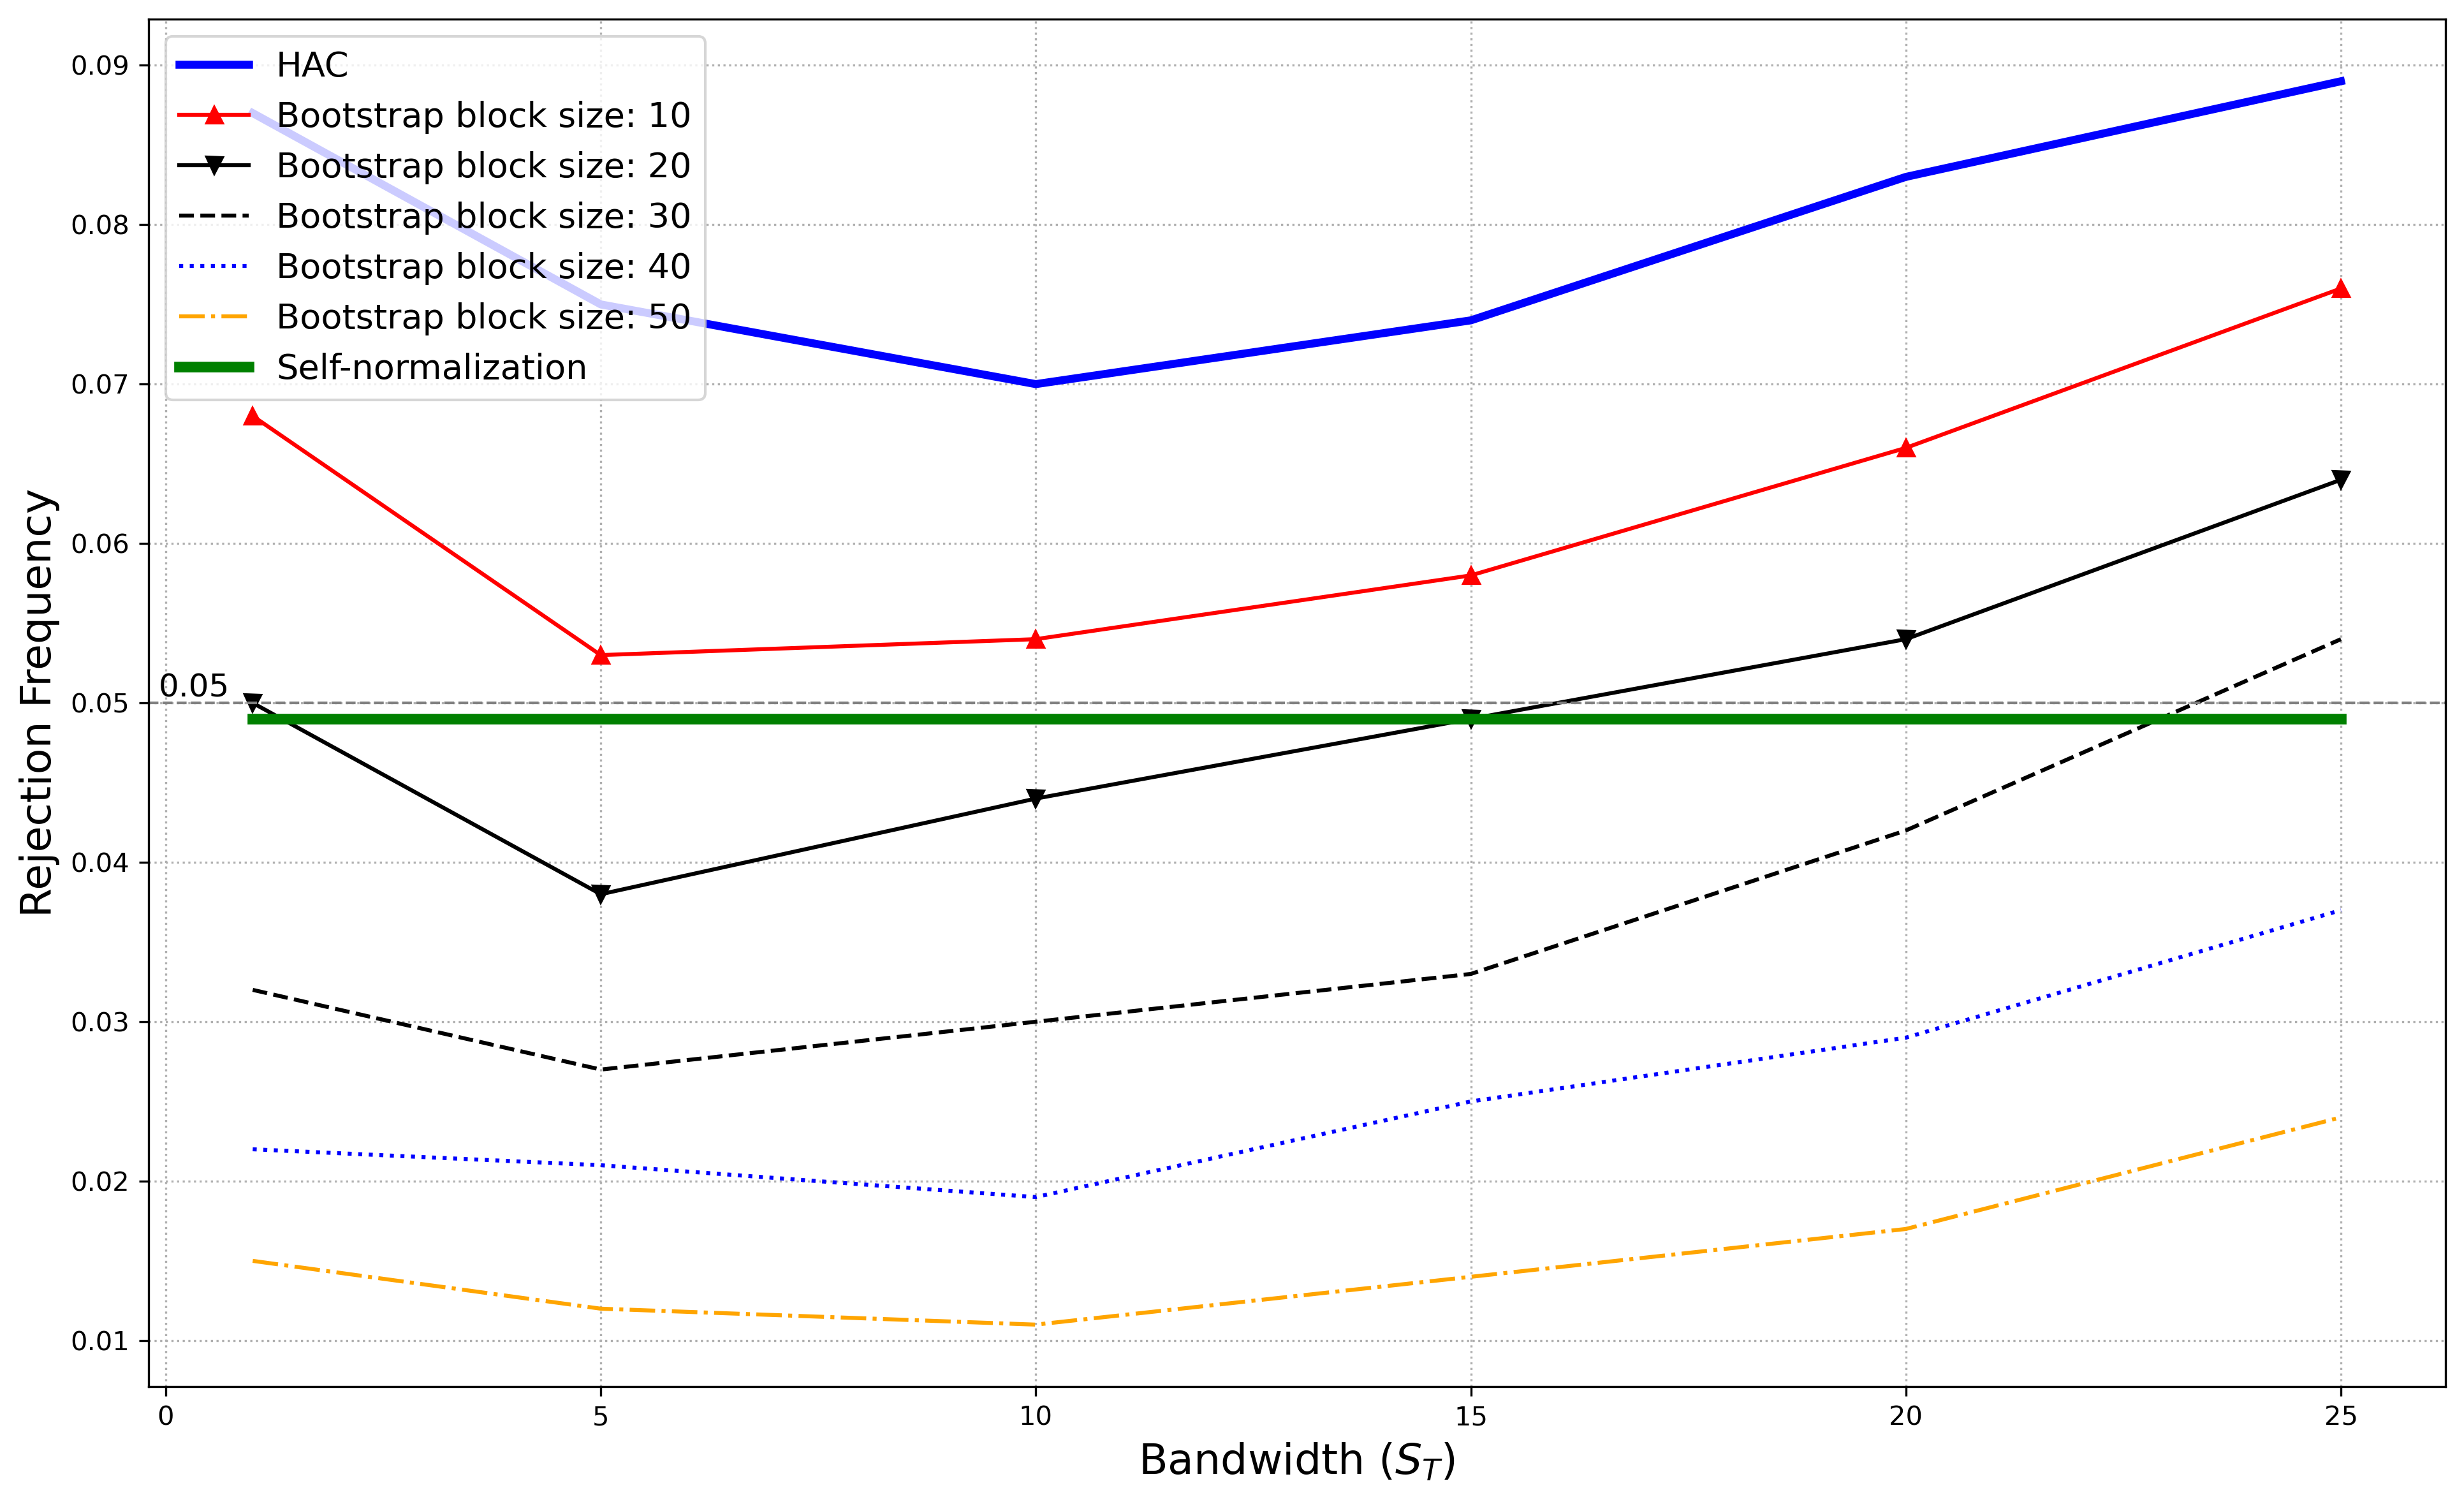 HAC
Bootstrap block size: 10
Bootstrap block size: 20
Bootstrap block size: 30
Bootstrap block size: 40
Bootstrap block size: 50
Self-normalization
Rejection Frequency
0.09
0.08
0.07
0.06
0.05
0.05
0.04
0.03
0.02
0.01
0 5 10 15 20 25
Bandwidth (S_T)